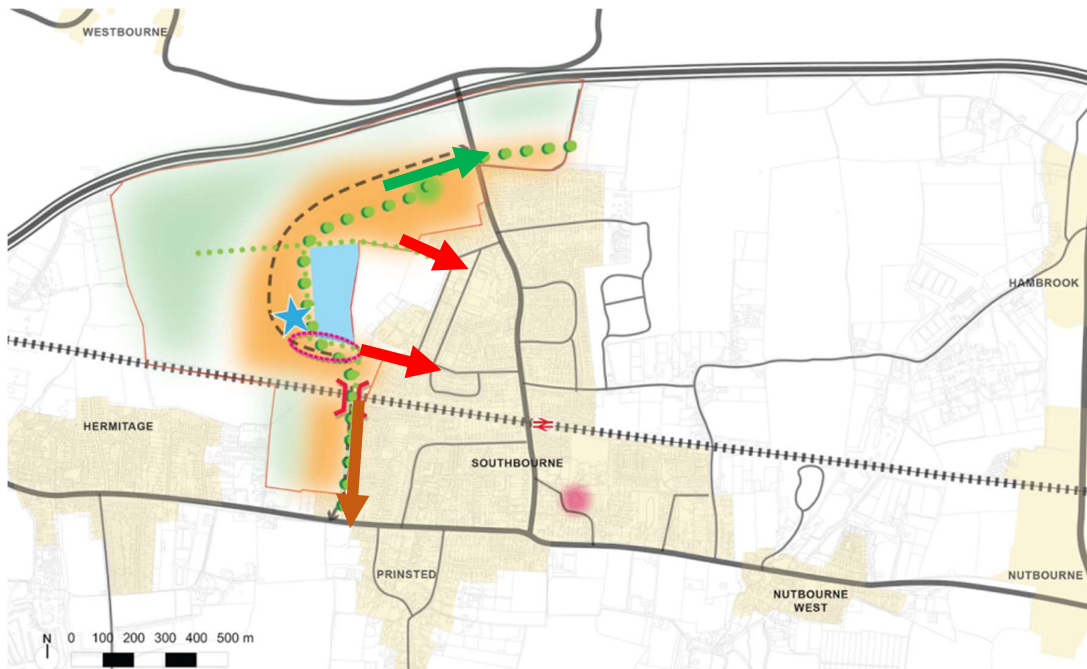 WESTBOURNE
HAMBROOK
HERMITAGE
SOUTHBOURNE
PRINSTED
NUTBOURNE
WEST
NUTBOURNE
N 0 100 200 300 400 500 m